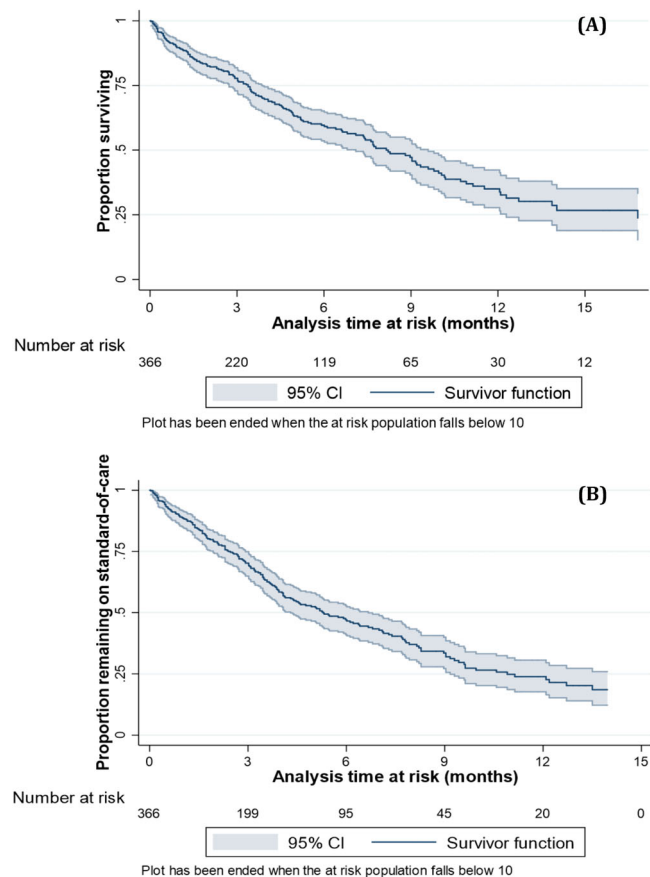 (A)
Proportion surviving
1
.75
.5
.25
0
0 3 6 9 12 15
Analysis time at risk (months)
Number at risk
366 220 119 65 30 12
95% CI Survivor function
Plot has been ended when the at risk population falls below 10
(B)
Proportion remaining on standard-of-care
1
.75
.5
.25
0
0 3 6 9 12 15
Analysis time at risk (months)
Number at risk
366 199 95 45 20 0
95% CI Survivor function
Plot has been ended when the at risk population falls below 10